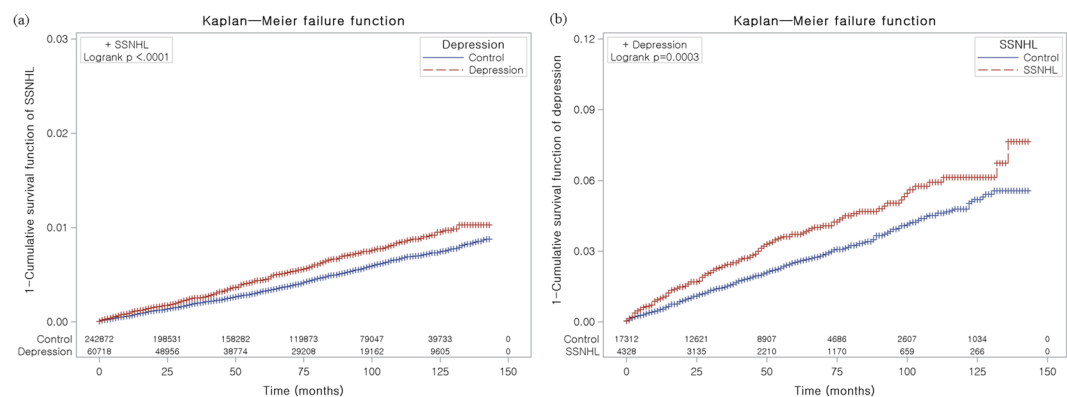 (a)
Kaplan—Meier failure function
+ SSNHL
Logrank p <.0001
Depression
Control
Depression
1-Cumulative survival function of SSNHL
0.03
0.02
0.01
0.00
Control 242872 198531 158282 119873 79047 39733 0
Depression 60718 48956 38774 29208 19162 9605 0
0 25 50 75 100 125 150
Time (months)
(b)
Kaplan—Meier failure function
+ Depression
Logrank p=0.0003
SSNHL
Control
SSNHL
1-Cumulative survival function of depression
0.12
0.09
0.06
0.03
0.00
Control 17312 12621 8907 4686 2607 1034 0
SSNHL 4328 3135 2210 1170 659 266 0
0 25 50 75 100 125 150
Time (months)